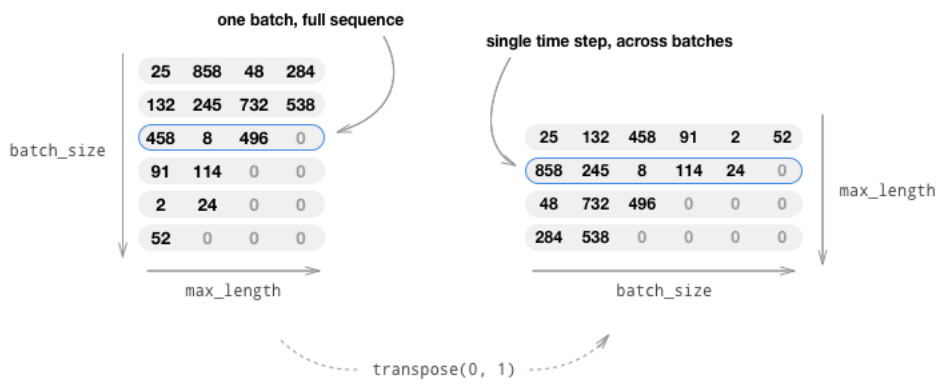 one batch, full sequence
25 858 48 284
132 245 732 538
458 8 496 0
91 114 0 0
2 24 0 0
52 0 0 0
batch_size
max_length
single time step, across batches
25 132 458 91 2 52
858 245 8 114 24 0
48 732 496 0 0 0
284 538 0 0 0 0
max_length
batch_size
transpose(0, 1)